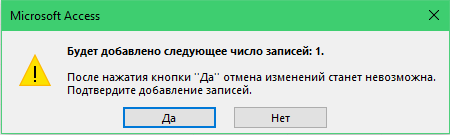 Microsoft Access
Будет добавлено следующее число записей: 1.
После нажатия кнопки "Да" отмена изменений станет невозможна.
Подтвердите добавление записей.
Да
Нет